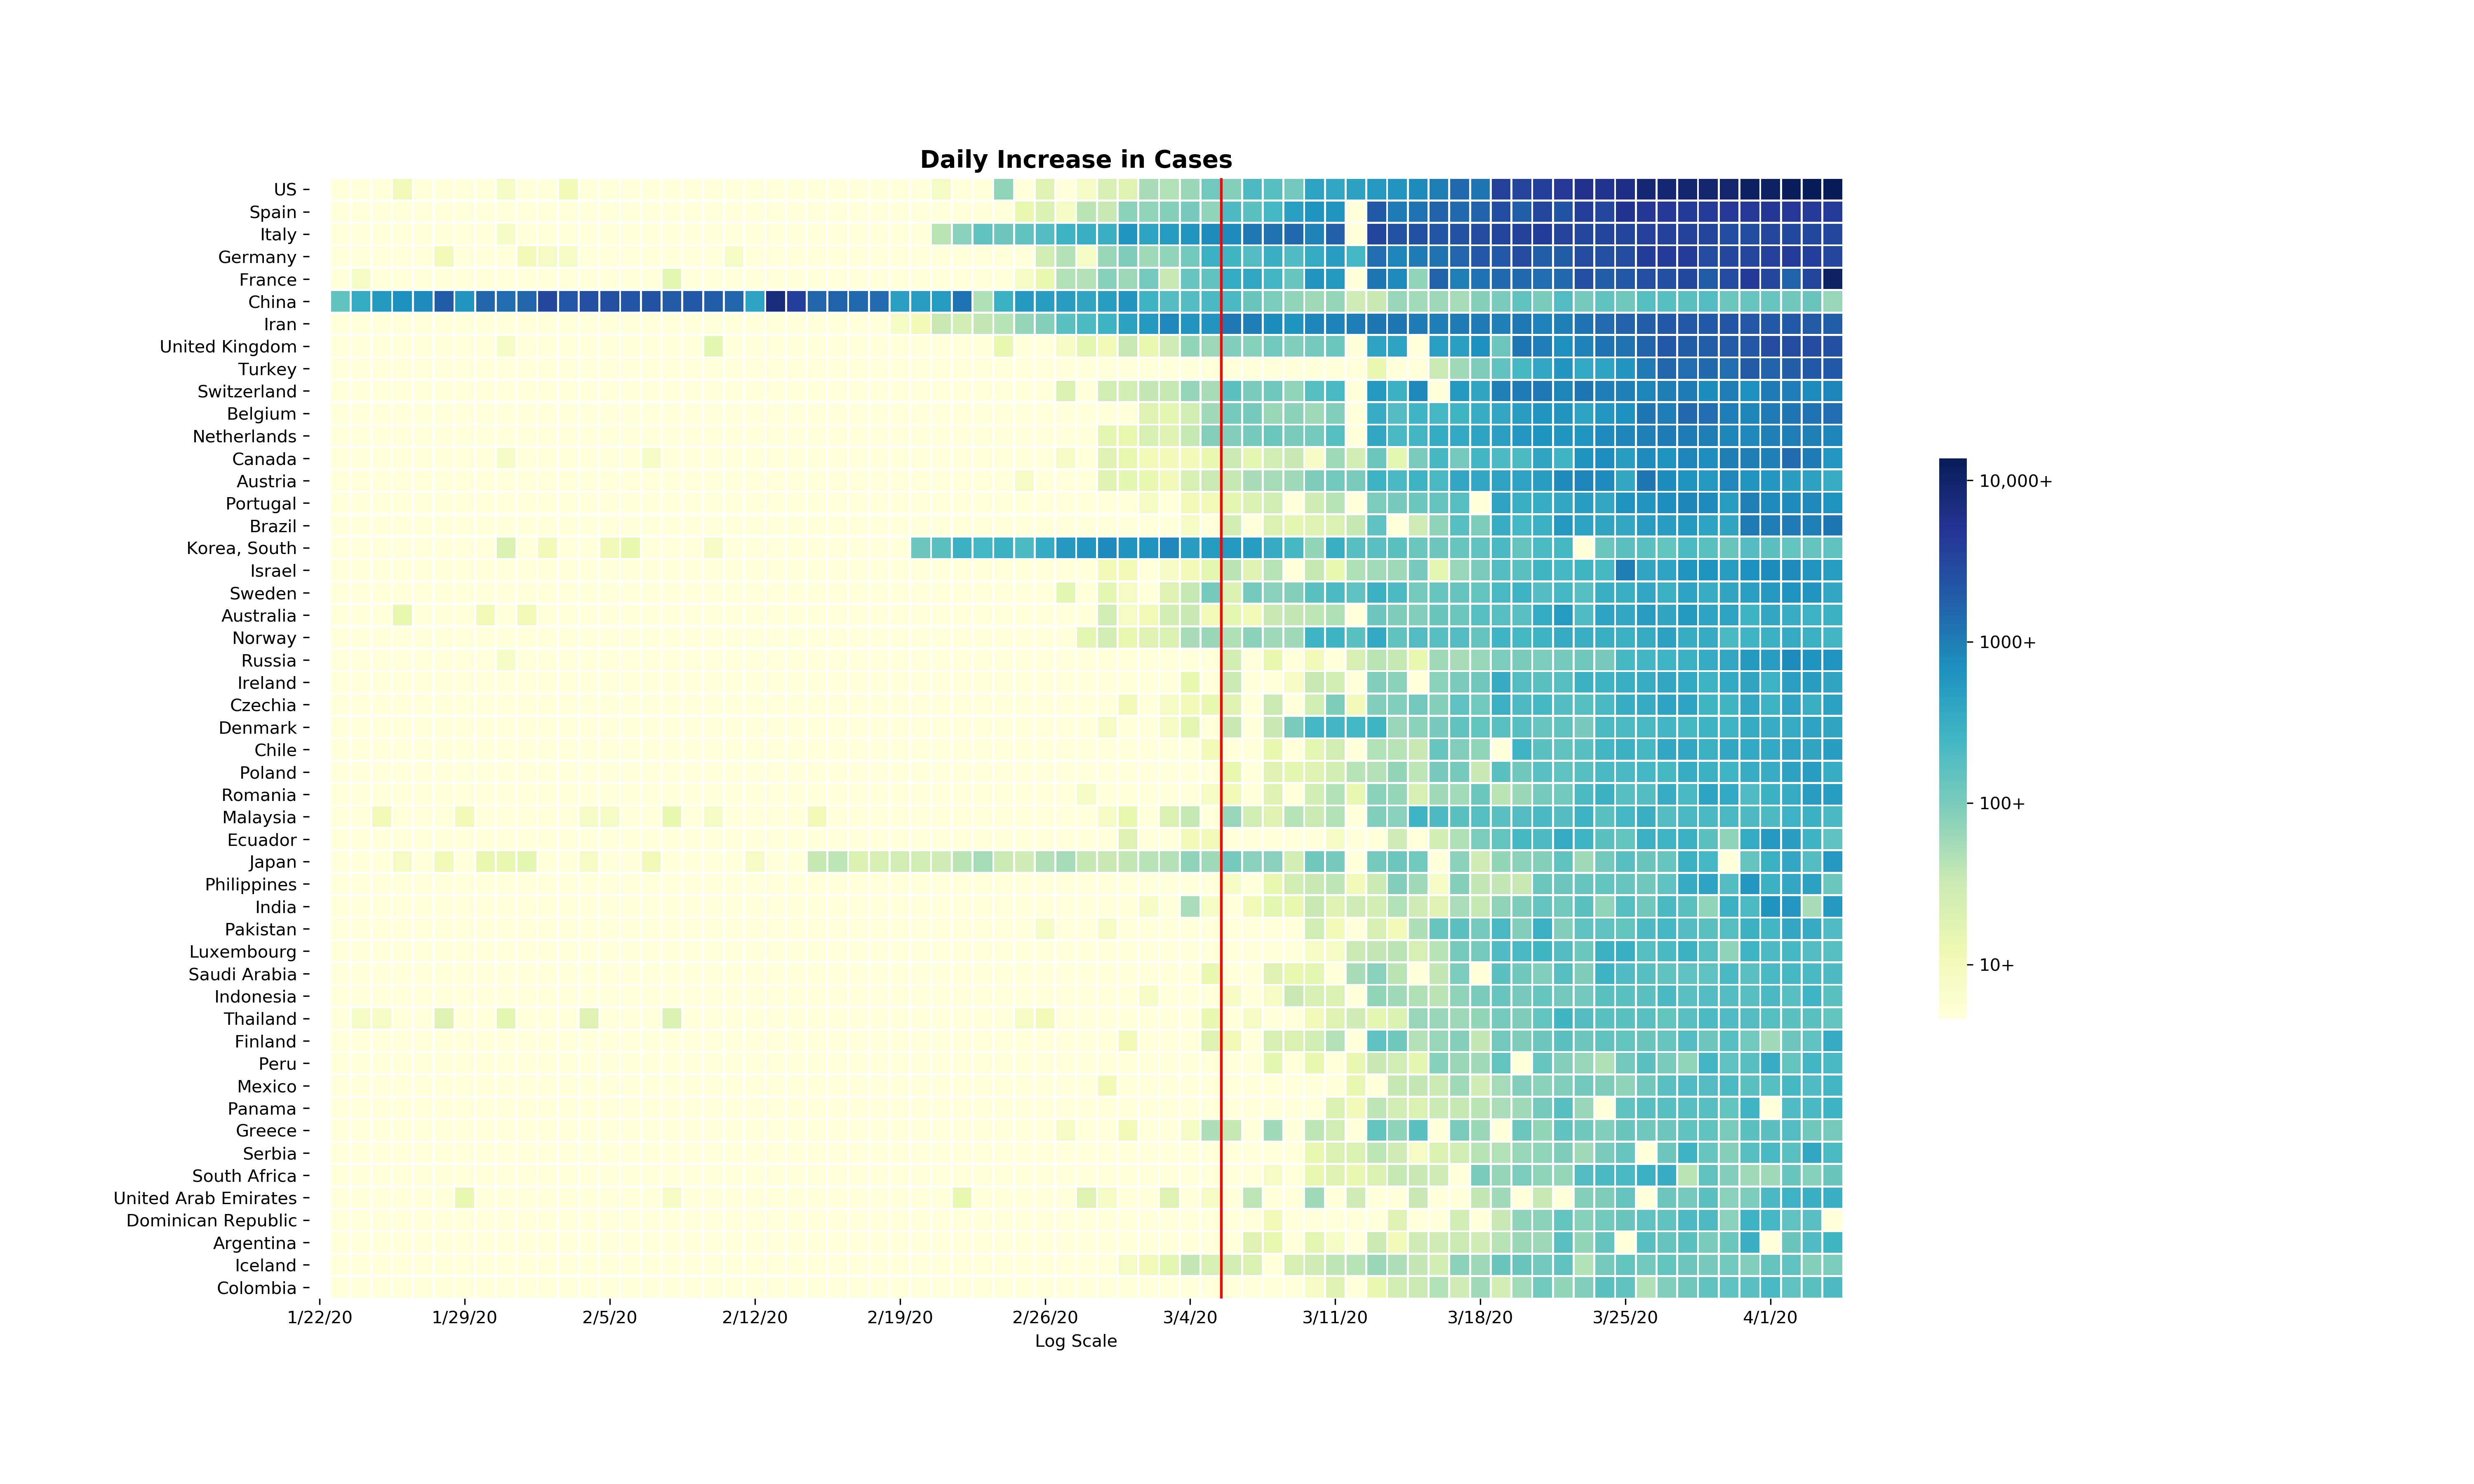 Daily Increase in Cases
US
Spain
Italy
Germany
France
China
Iran
United Kingdom
Turkey
Switzerland
Belgium
Netherlands
Canada
Austria
Portugal
Brazil
Korea, South
Israel
Sweden
Australia
Norway
Russia
Ireland
Czechia
Denmark
Chile
Poland
Romania
Malaysia
Ecuador
Japan
Philippines
India
Pakistan
Luxembourg
Saudi Arabia
Indonesia
Thailand
Finland
Peru
Mexico
Panama
Greece
Serbia
South Africa
United Arab Emirates
Dominican Republic
Argentina
Iceland
Colombia
1/22/20 1/29/20 2/5/20 2/12/20 2/19/20 2/26/20 3/4/20 3/11/20 3/18/20 3/25/20 4/1/20
Log Scale
10,000+
1000+
100+
10+